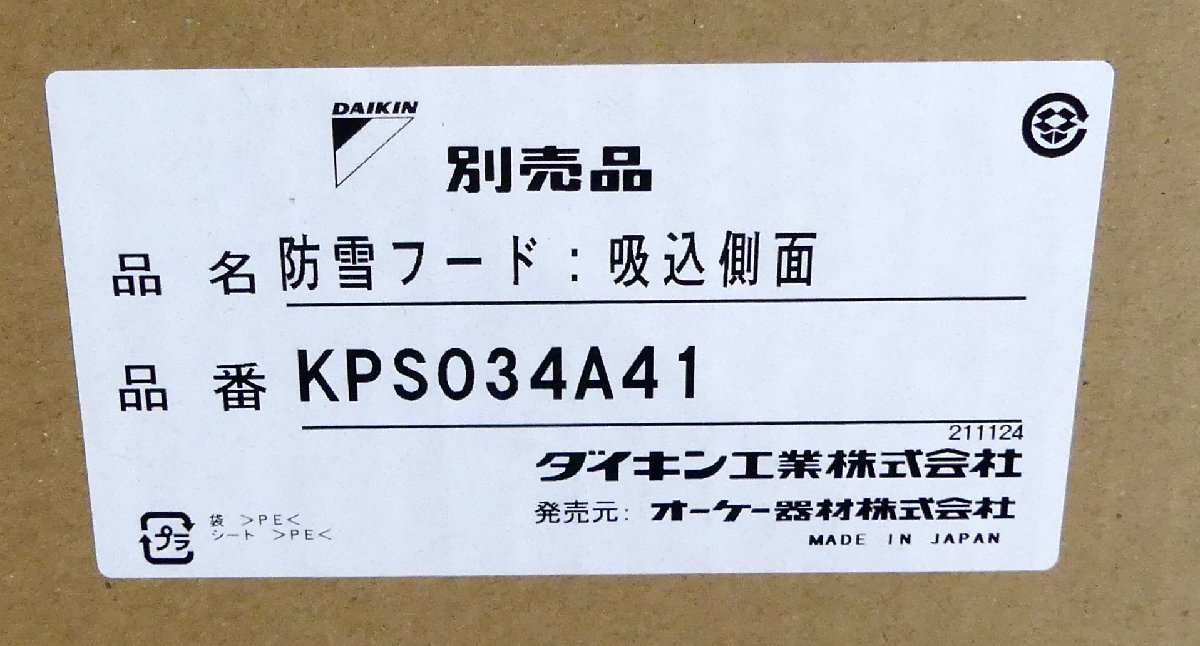 DAIKIN
別売品
品名 防雪フード:吸込側面
品番 KPS034A41
211124
ダイキン工業株式会社
発売元: オーケー器材株式会社
MADE IN JAPAN
プラ
袋 >PE<
シート >PE<